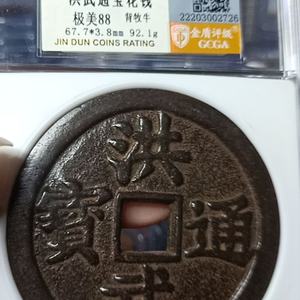 洪武通宝花钱
极美88 背牧牛
67.7*3.8mm 92.1g
JIN DUN COINS RATING
金盾评级
GCGA
22203002726
洪
寶 通
武